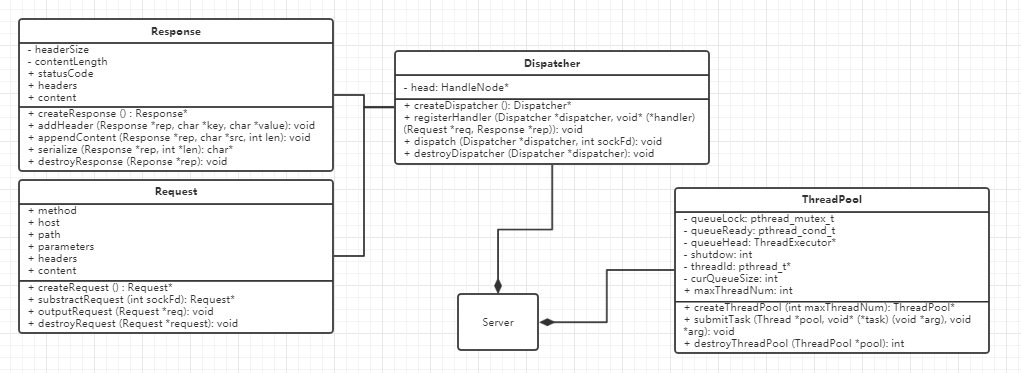 Response
- headerSize
- contentLength
+ statusCode
+ headers
+ content
+ createResponse () : Response*
+ addHeader (Response *rep, char *key, char *value): void
+ appendContent (Response *rep, char *src, int len): void
+ serialize (Response *rep, int *len): char*
+ destroyResponse (Reponse *rep): void
Request
+ method
+ host
+ path
+ parameters
+ headers
+ content
+ createRequest () : Request*
+ substractRequest (int sockFd): Request*
+ outputRequest (Request *req): void
+ destroyRequest (Request *request): void
Dispatcher
- head: HandleNode*
+ createDispatcher (): Dispatcher*
+ registerHandler (Dispatcher *dispatcher, void* (*handler)
(Request *req, Response *rep)): void
+ dispatch (Dispatcher *dispatcher, int sockFd): void
+ destroyDispatcher (Dispatcher *dispatcher): void
Server
ThreadPool
- queueLock: pthread_mutex_t
- queueReady: pthread_cond_t
- queueHead: ThreadExecutor*
- shutdow: int
- threadId: pthread_t*
- curQueueSize: int
+ maxThreadNum: int
+ createThreadPool (int maxThreadNum): ThreadPool*
+ submitTask (Thread *pool, void* (*task) (void *arg), void
*arg): void
+ destroyThreadPool (ThreadPool *pool): int